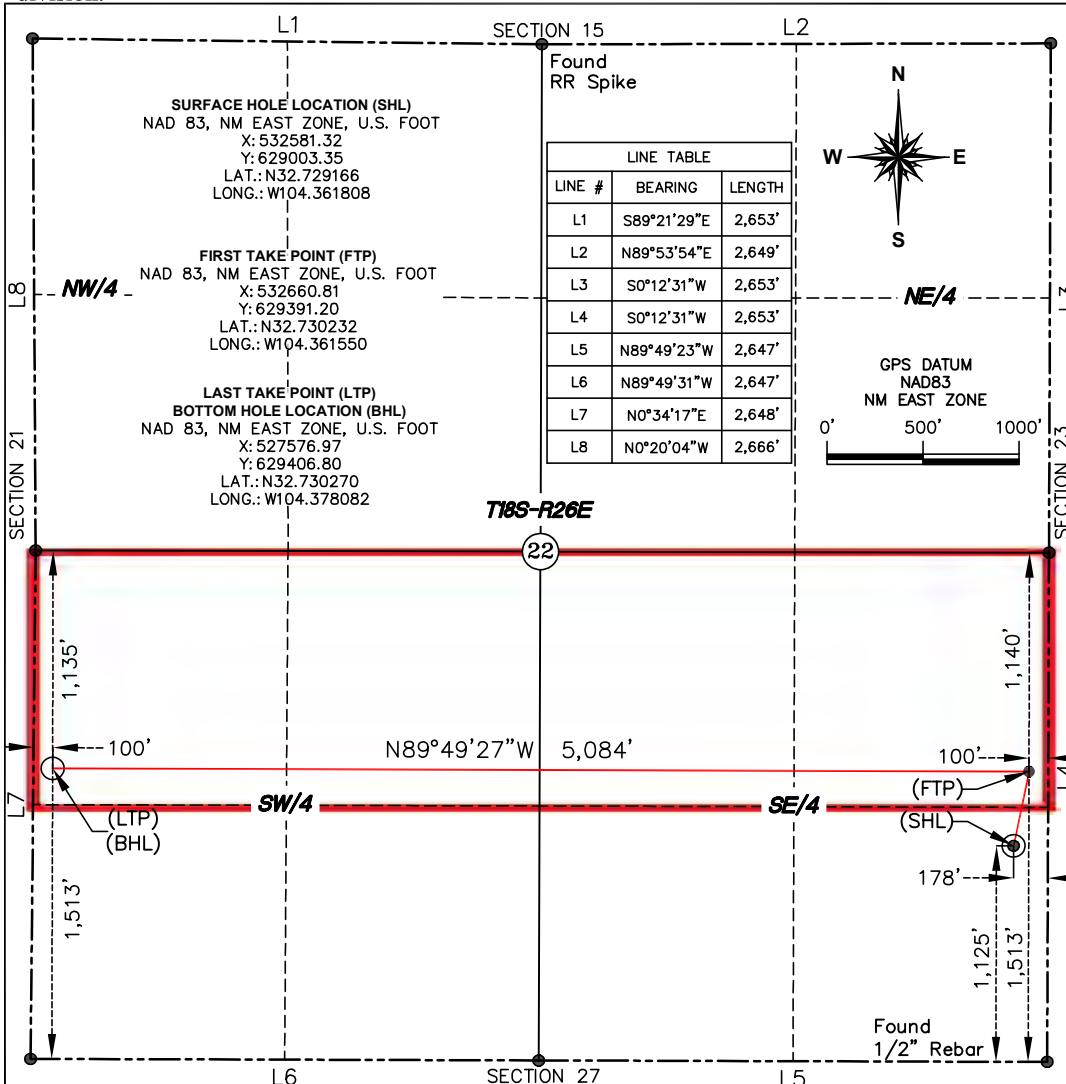 L1
SECTION 15
L2
Found
RR Spike
SURFACE HOLE LOCATION (SHL)
NAD 83, NM EAST ZONE, U.S. FOOT
X: 532581.32
Y: 629003.35
LAT.: N32.729166
LONG.: W104.361808
FIRST TAKE POINT (FTP)
NAD 83, NM EAST ZONE, U.S. FOOT
X: 532660.81
Y: 629391.20
LAT.: N32.730232
LONG.: W104.361550
LAST TAKE POINT (LTP)
BOTTOM HOLE LOCATION (BHL)
NAD 83, NM EAST ZONE, U.S. FOOT
X: 527576.97
Y: 629406.80
LAT.: N32.730270
LONG.: W104.378082
LINE TABLE
LINE # BEARING LENGTH
L1 S89°21'29"E 2,653'
L2 N89°53'54"E 2,649'
L3 S0°12'31"W 2,653'
L4 S0°12'31"W 2,653'
L5 N89°49'23"W 2,647'
L6 N89°49'31"W 2,647'
L7 N0°34'17"E 2,648'
L8 N0°20'04"W 2,666'
N
W E
S
L8
NW/4
NE/4
L3
GPS DATUM
NAD83
NM EAST ZONE
0' 500' 1000'
SECTION 21
SECTION 23
T18S-R26E
22
1,135'
1,140'
100'
N89°49'27"W 5,084'
100'
(FTP)
L4
L7
SW/4
SE/4
(LTP)
(BHL)
(SHL)
178'
1,513'
1,125'
1,513'
Found
1/2" Rebar
L6
SECTION 27
L5